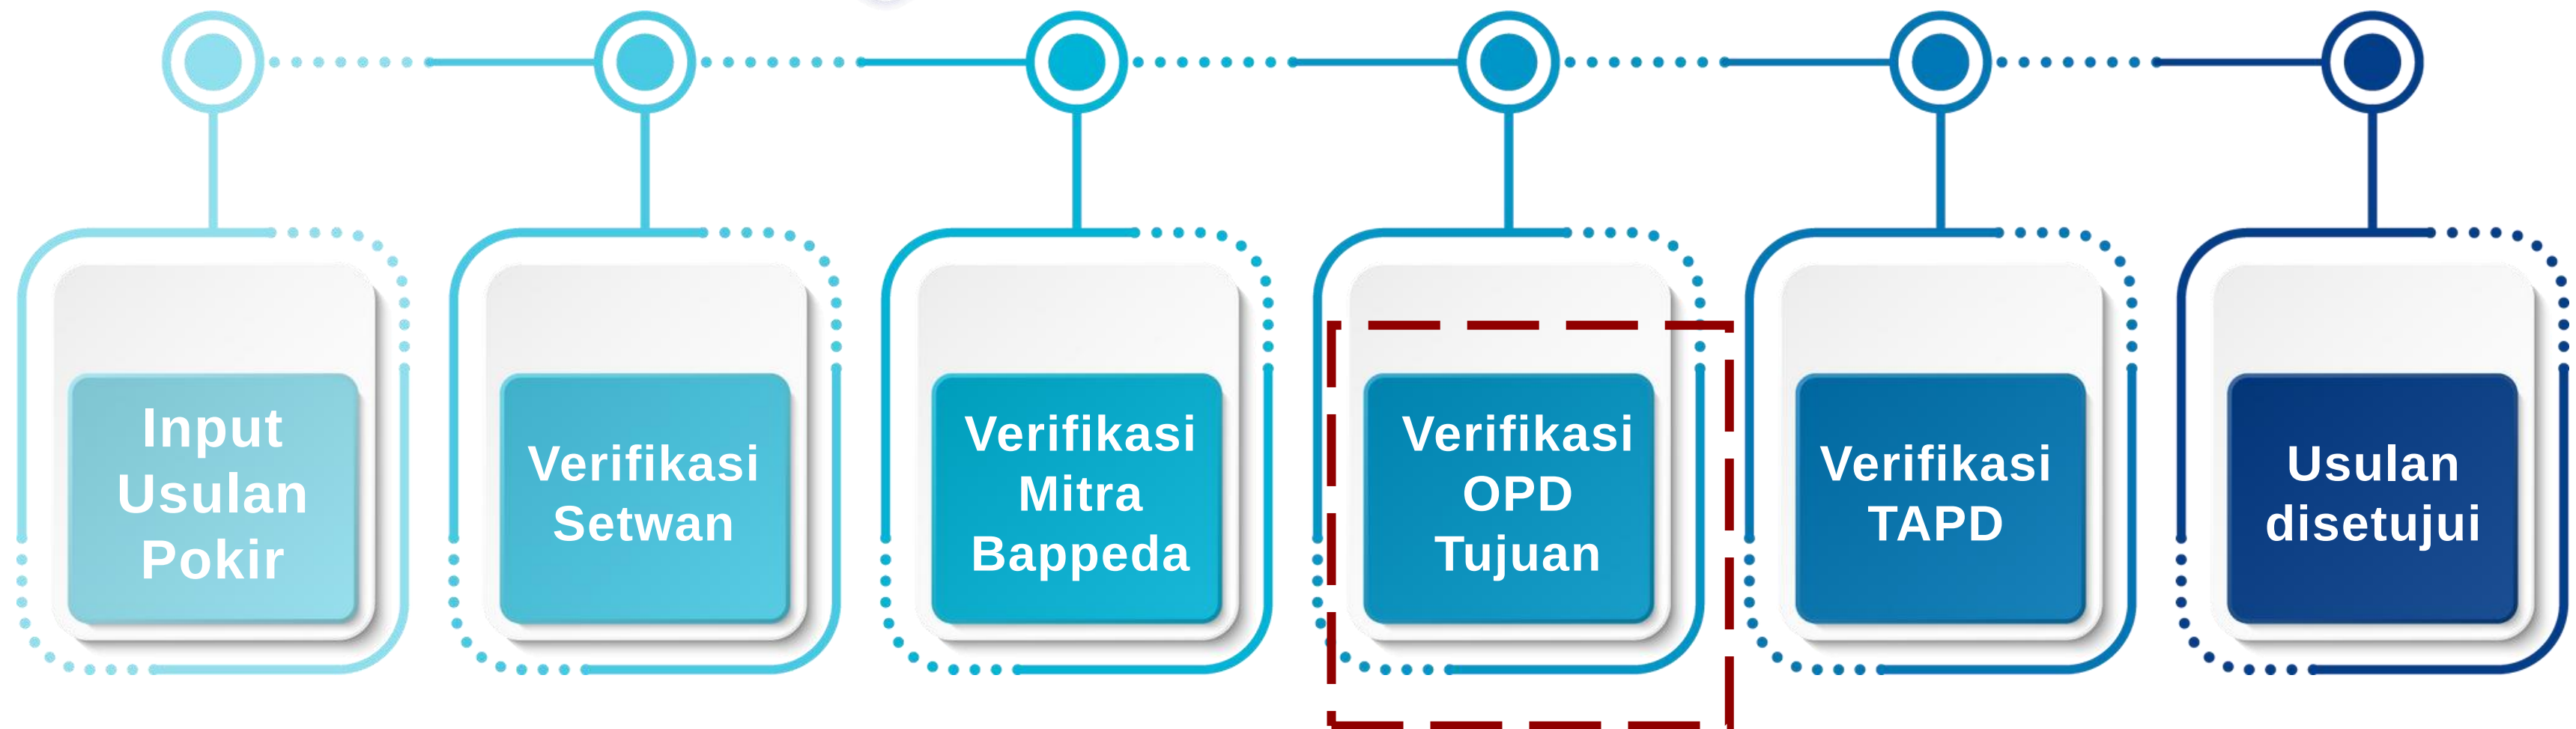 Input
Usulan
Pokir
Verifikasi
Setwan
Verifikasi
Mitra
Bappeda
Verifikasi
OPD
Tujuan
Verifikasi
TAPD
Usulan
disetujui